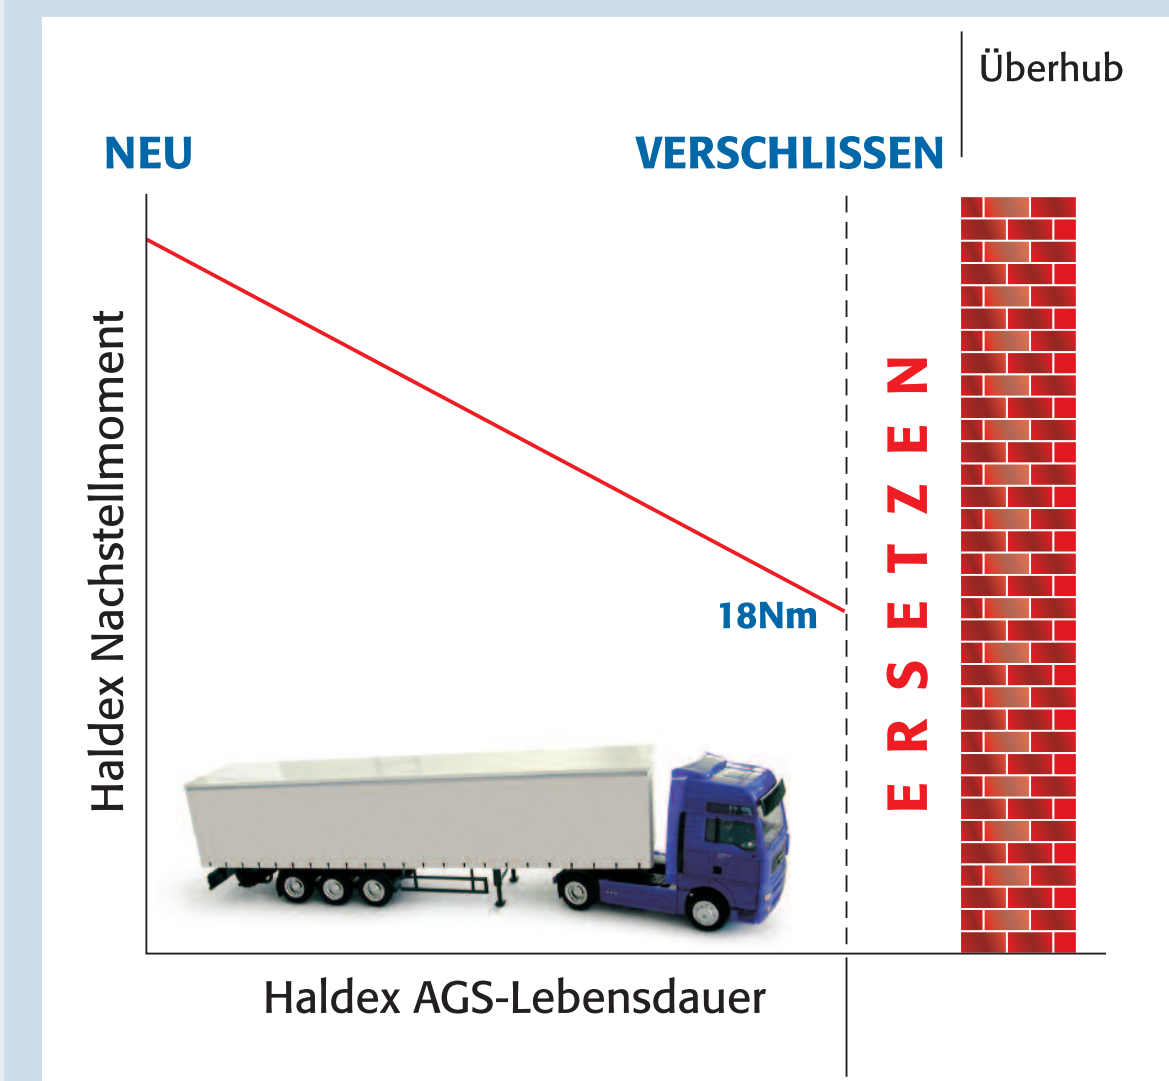 Überhub
NEU
VERSCHLISSEN
Haldex Nachstellmoment
18Nm
ERSETZEN
Haldex AGS-Lebensdauer